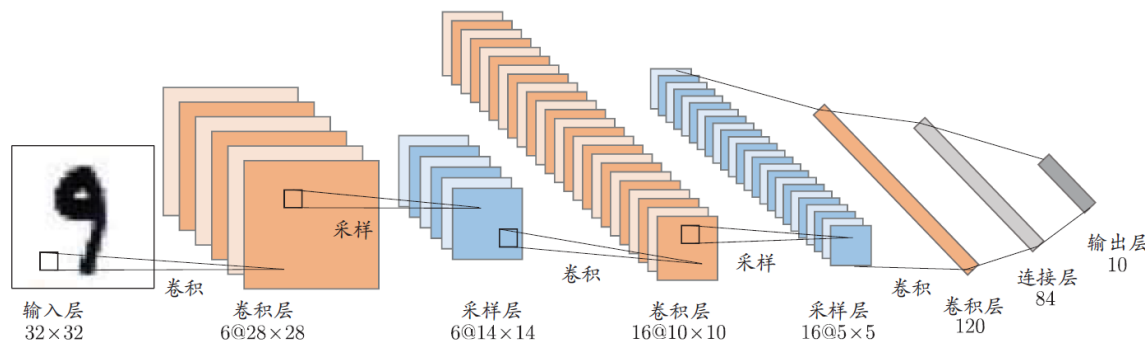 采样
卷积
卷积
采样
卷积
输入层
32×32
卷积层
6@28×28
采样层
6@14×14
卷积层
16@10×10
采样层
16@5×5
卷积层
120
连接层
84
输出层
10